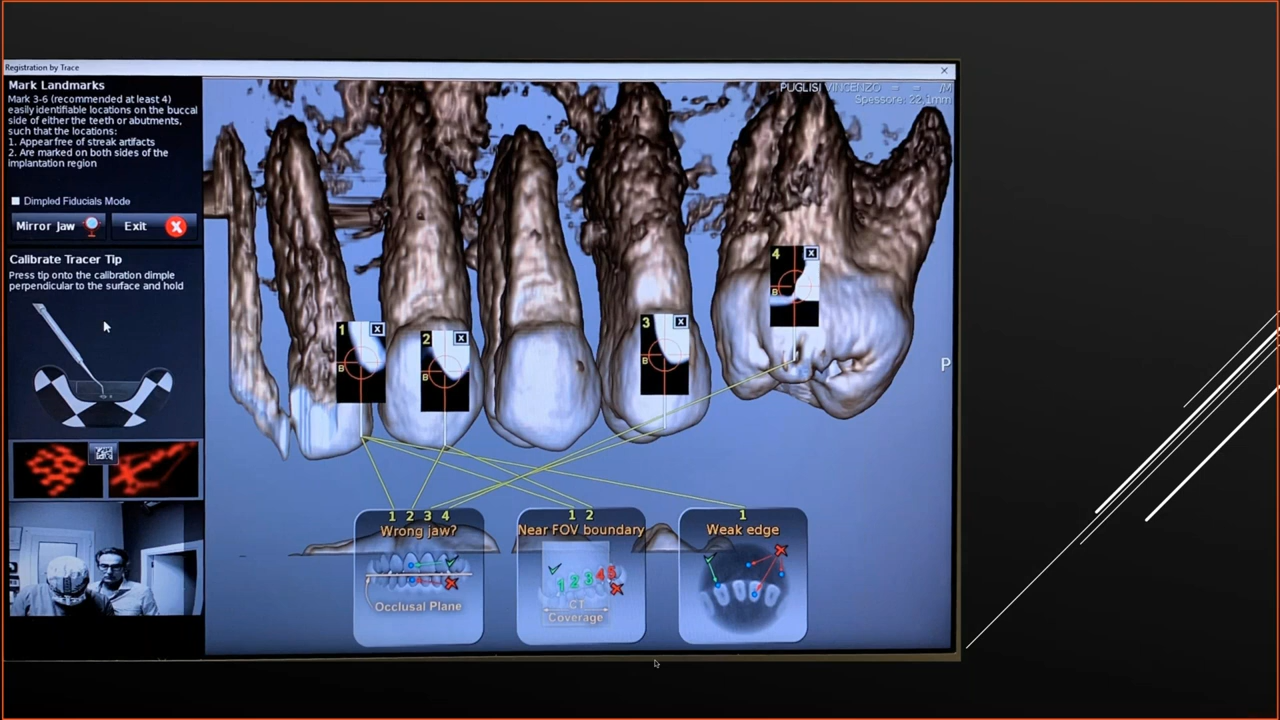 Registration by Trace
Mark Landmarks
Mark 3-6 (recommended at least 4)
easily identifiable locations on the buccal
side of either the teeth or abutments,
such that the locations:
1. Appear free of streak artifacts
2. Are marked on both sides of the
implantation region
Dimpled Fiducials Mode
Mirror Jaw
Exit
Calibrate Tracer Tip
Press tip onto the calibration dimple
perpendicular to the surface and hold
PUGLISI VINCENZO = = /M
Spessore: 22,1mm
4
B
1
B
2
B
3
B
P
1 2 3 4
Wrong jaw?
Occlusal Plane
1 2
Near FOV boundary
1 2 3 4 5
CT
Coverage
1
Weak edge